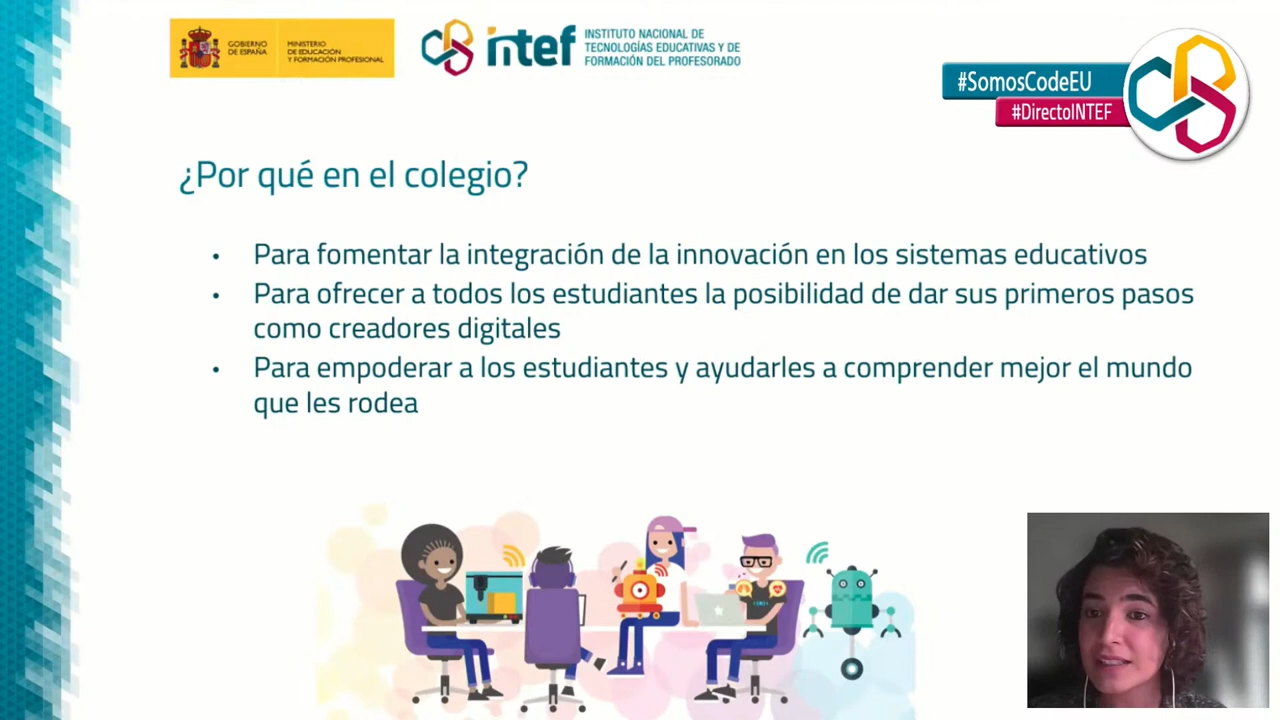 GOBIERNO
DE ESPAÑA
MINISTERIO
DE EDUCACIÓN
Y FORMACIÓN PROFESIONAL
intef
INSTITUTO NACIONAL DE
TECNOLOGÍAS EDUCATIVAS Y DE
FORMACIÓN DEL PROFESORADO
#SomosCodeEU
#DirectoINTEF
¿Por qué en el colegio?
• Para fomentar la integración de la innovación en los sistemas educativos
• Para ofrecer a todos los estudiantes la posibilidad de dar sus primeros pasos
como creadores digitales
• Para empoderar a los estudiantes y ayudarles a comprender mejor el mundo
que les rodea